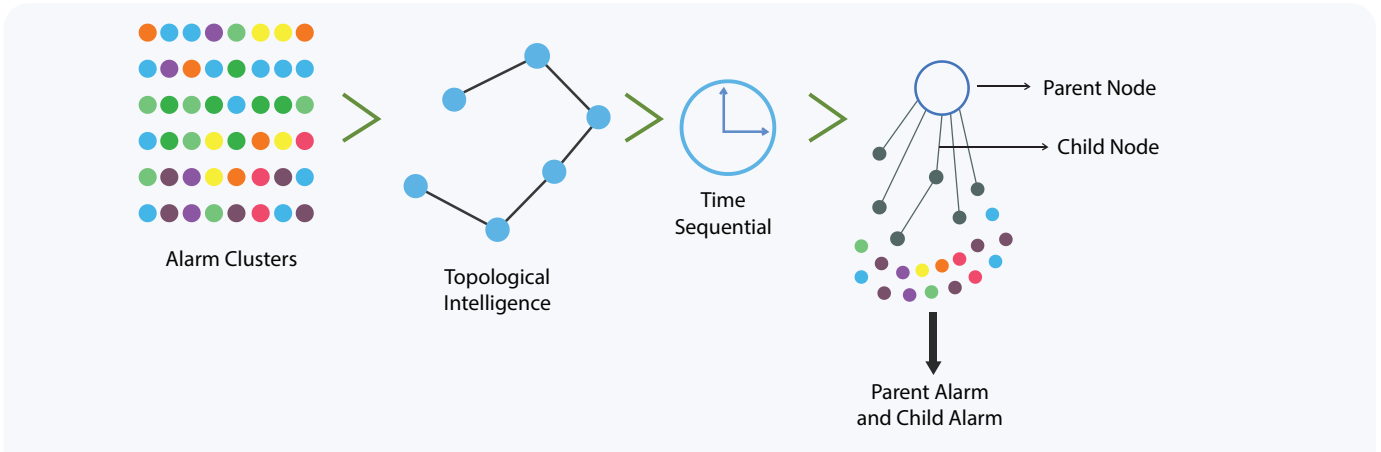 Alarm Clusters
Topological
Intelligence
Time
Sequential
Parent Node
Child Node
Parent Alarm
and Child Alarm